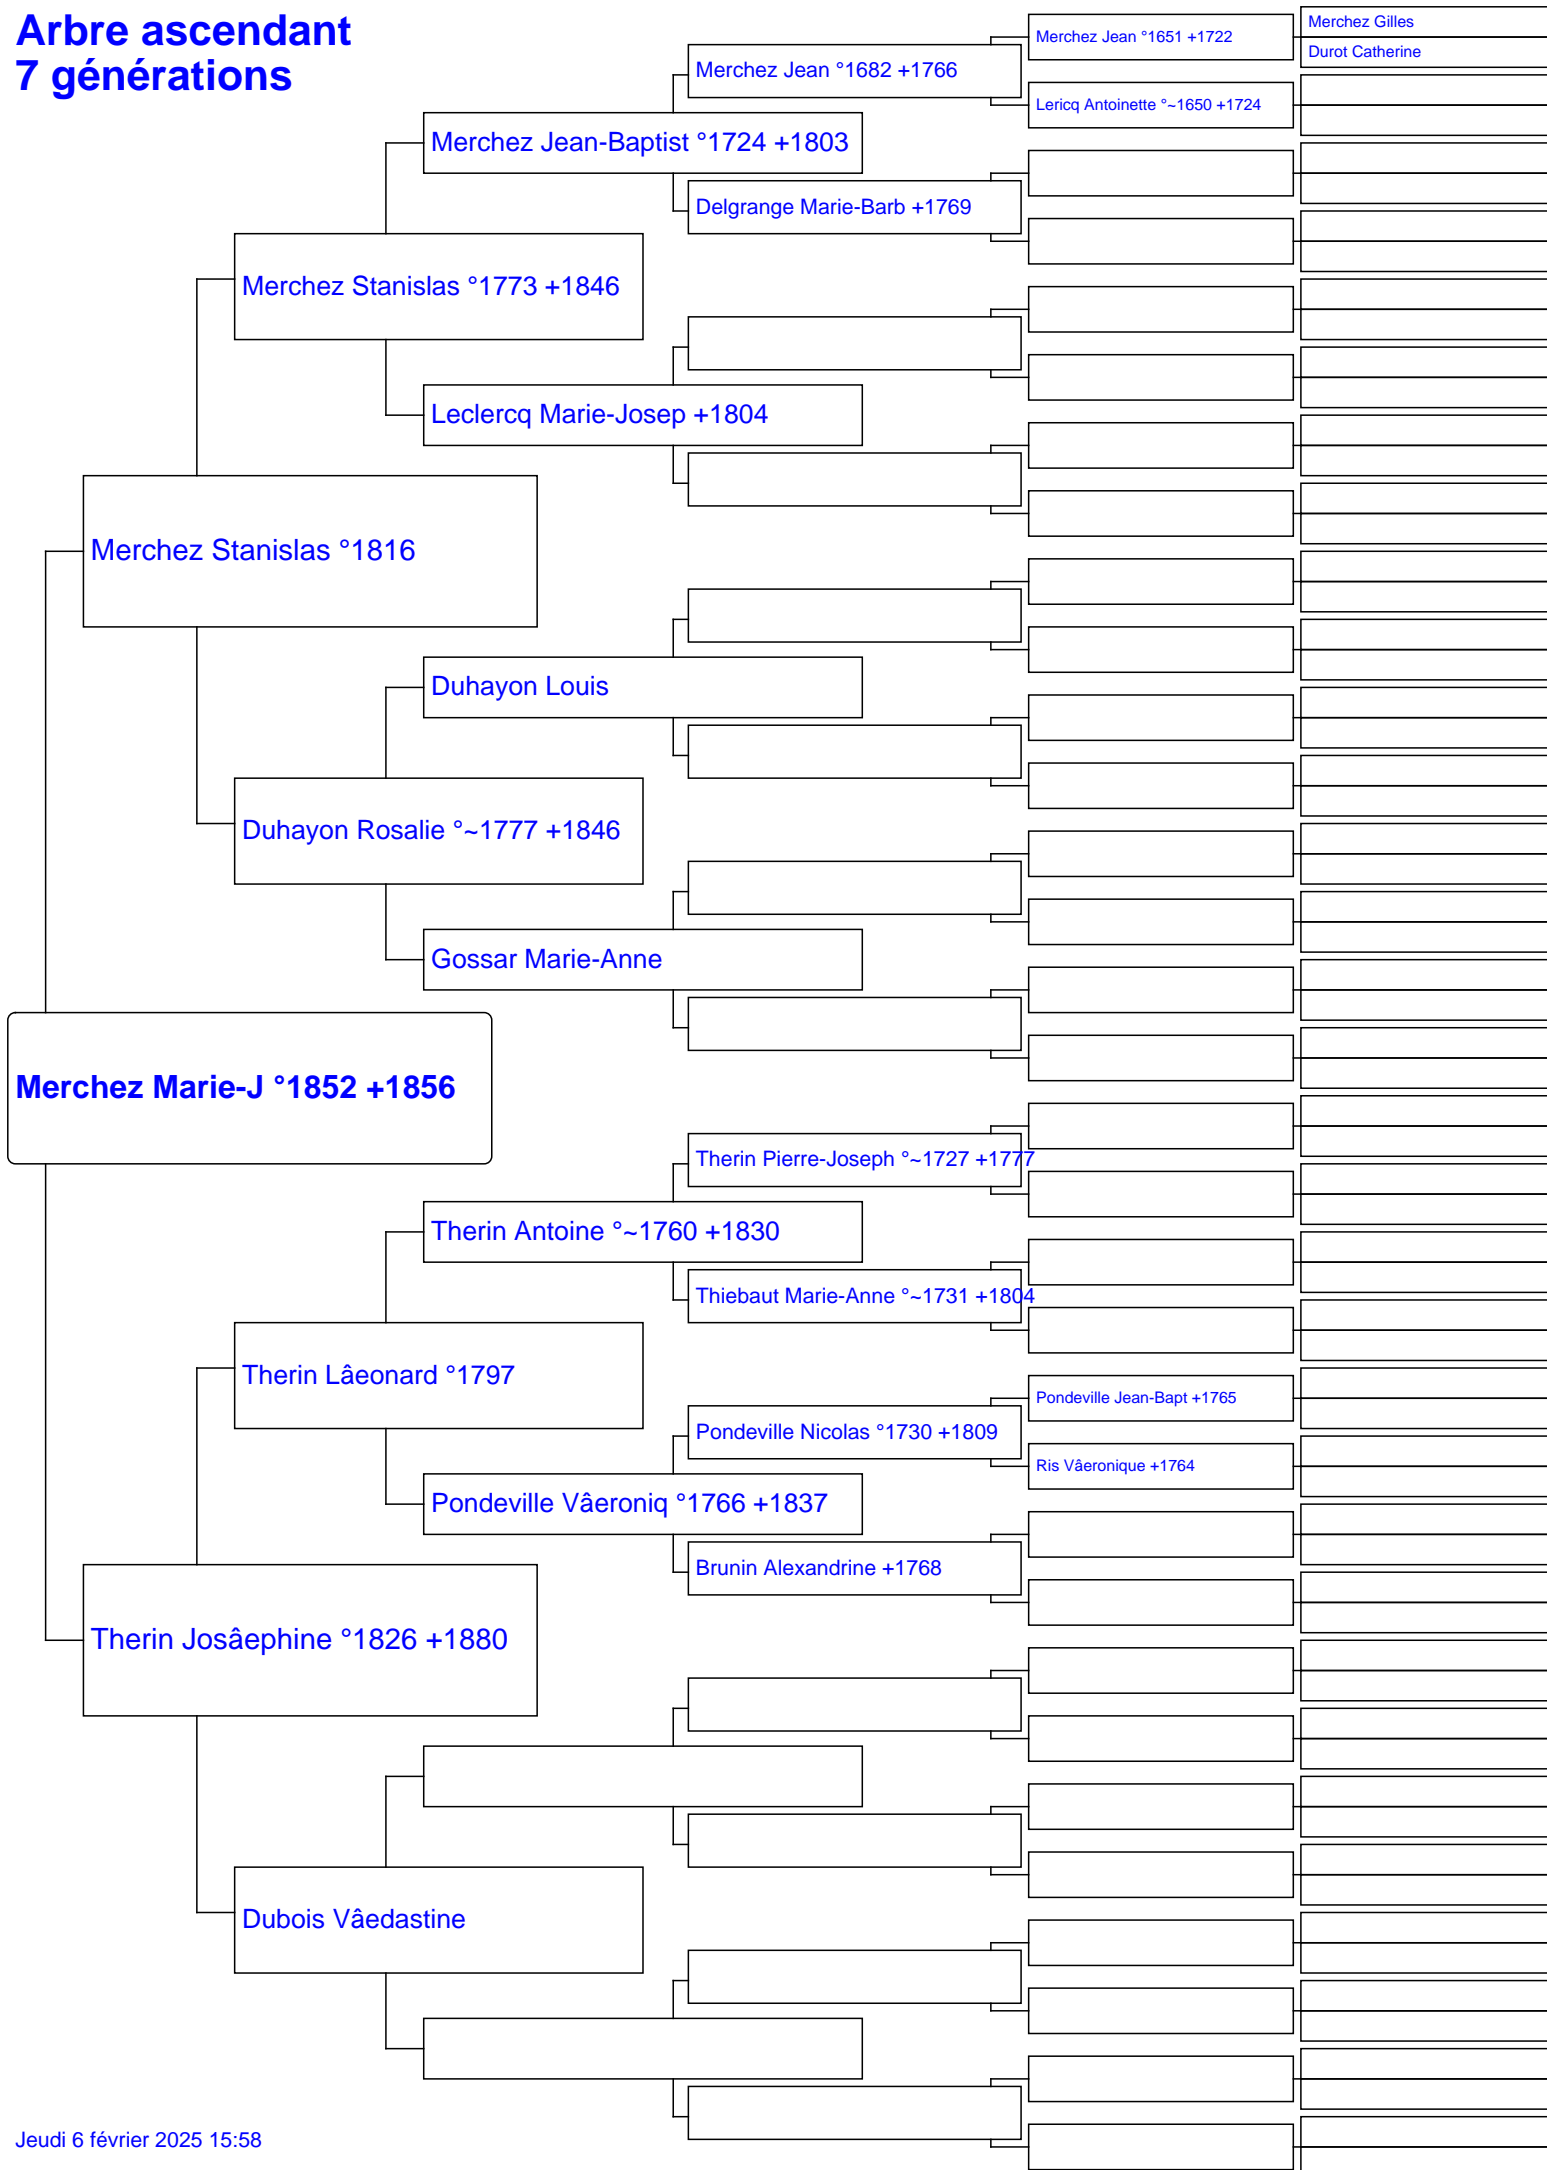 Arbre ascendant
7 générations
Merchez Gilles
Merchez Jean °1651 +1722
Durot Catherine
Merchez Jean °1682 +1766
Lericq Antoinette °~1650 +1724
Merchez Jean-Baptist °1724 +1803
Delgrange Marie-Barb +1769
Merchez Stanislas °1773 +1846
Leclercq Marie-Josep +1804
Merchez Stanislas °1816
Duhayon Louis
Duhayon Rosalie °~1777 +1846
Gossar Marie-Anne
Merchez Marie-J °1852 +1856
Therin Pierre-Joseph °~1727 +1777
Therin Antoine °~1760 +1830
Thiebaut Marie-Anne °~1731 +1804
Therin Lâeonard °1797
Pondeville Jean-Bapt +1765
Pondeville Nicolas °1730 +1809
Ris Vâeronique +1764
Pondeville Vâeroniq °1766 +1837
Brunin Alexandrine +1768
Therin Josâephine °1826 +1880
Dubois Vâedastine
Jeudi 6 février 2025 15:58